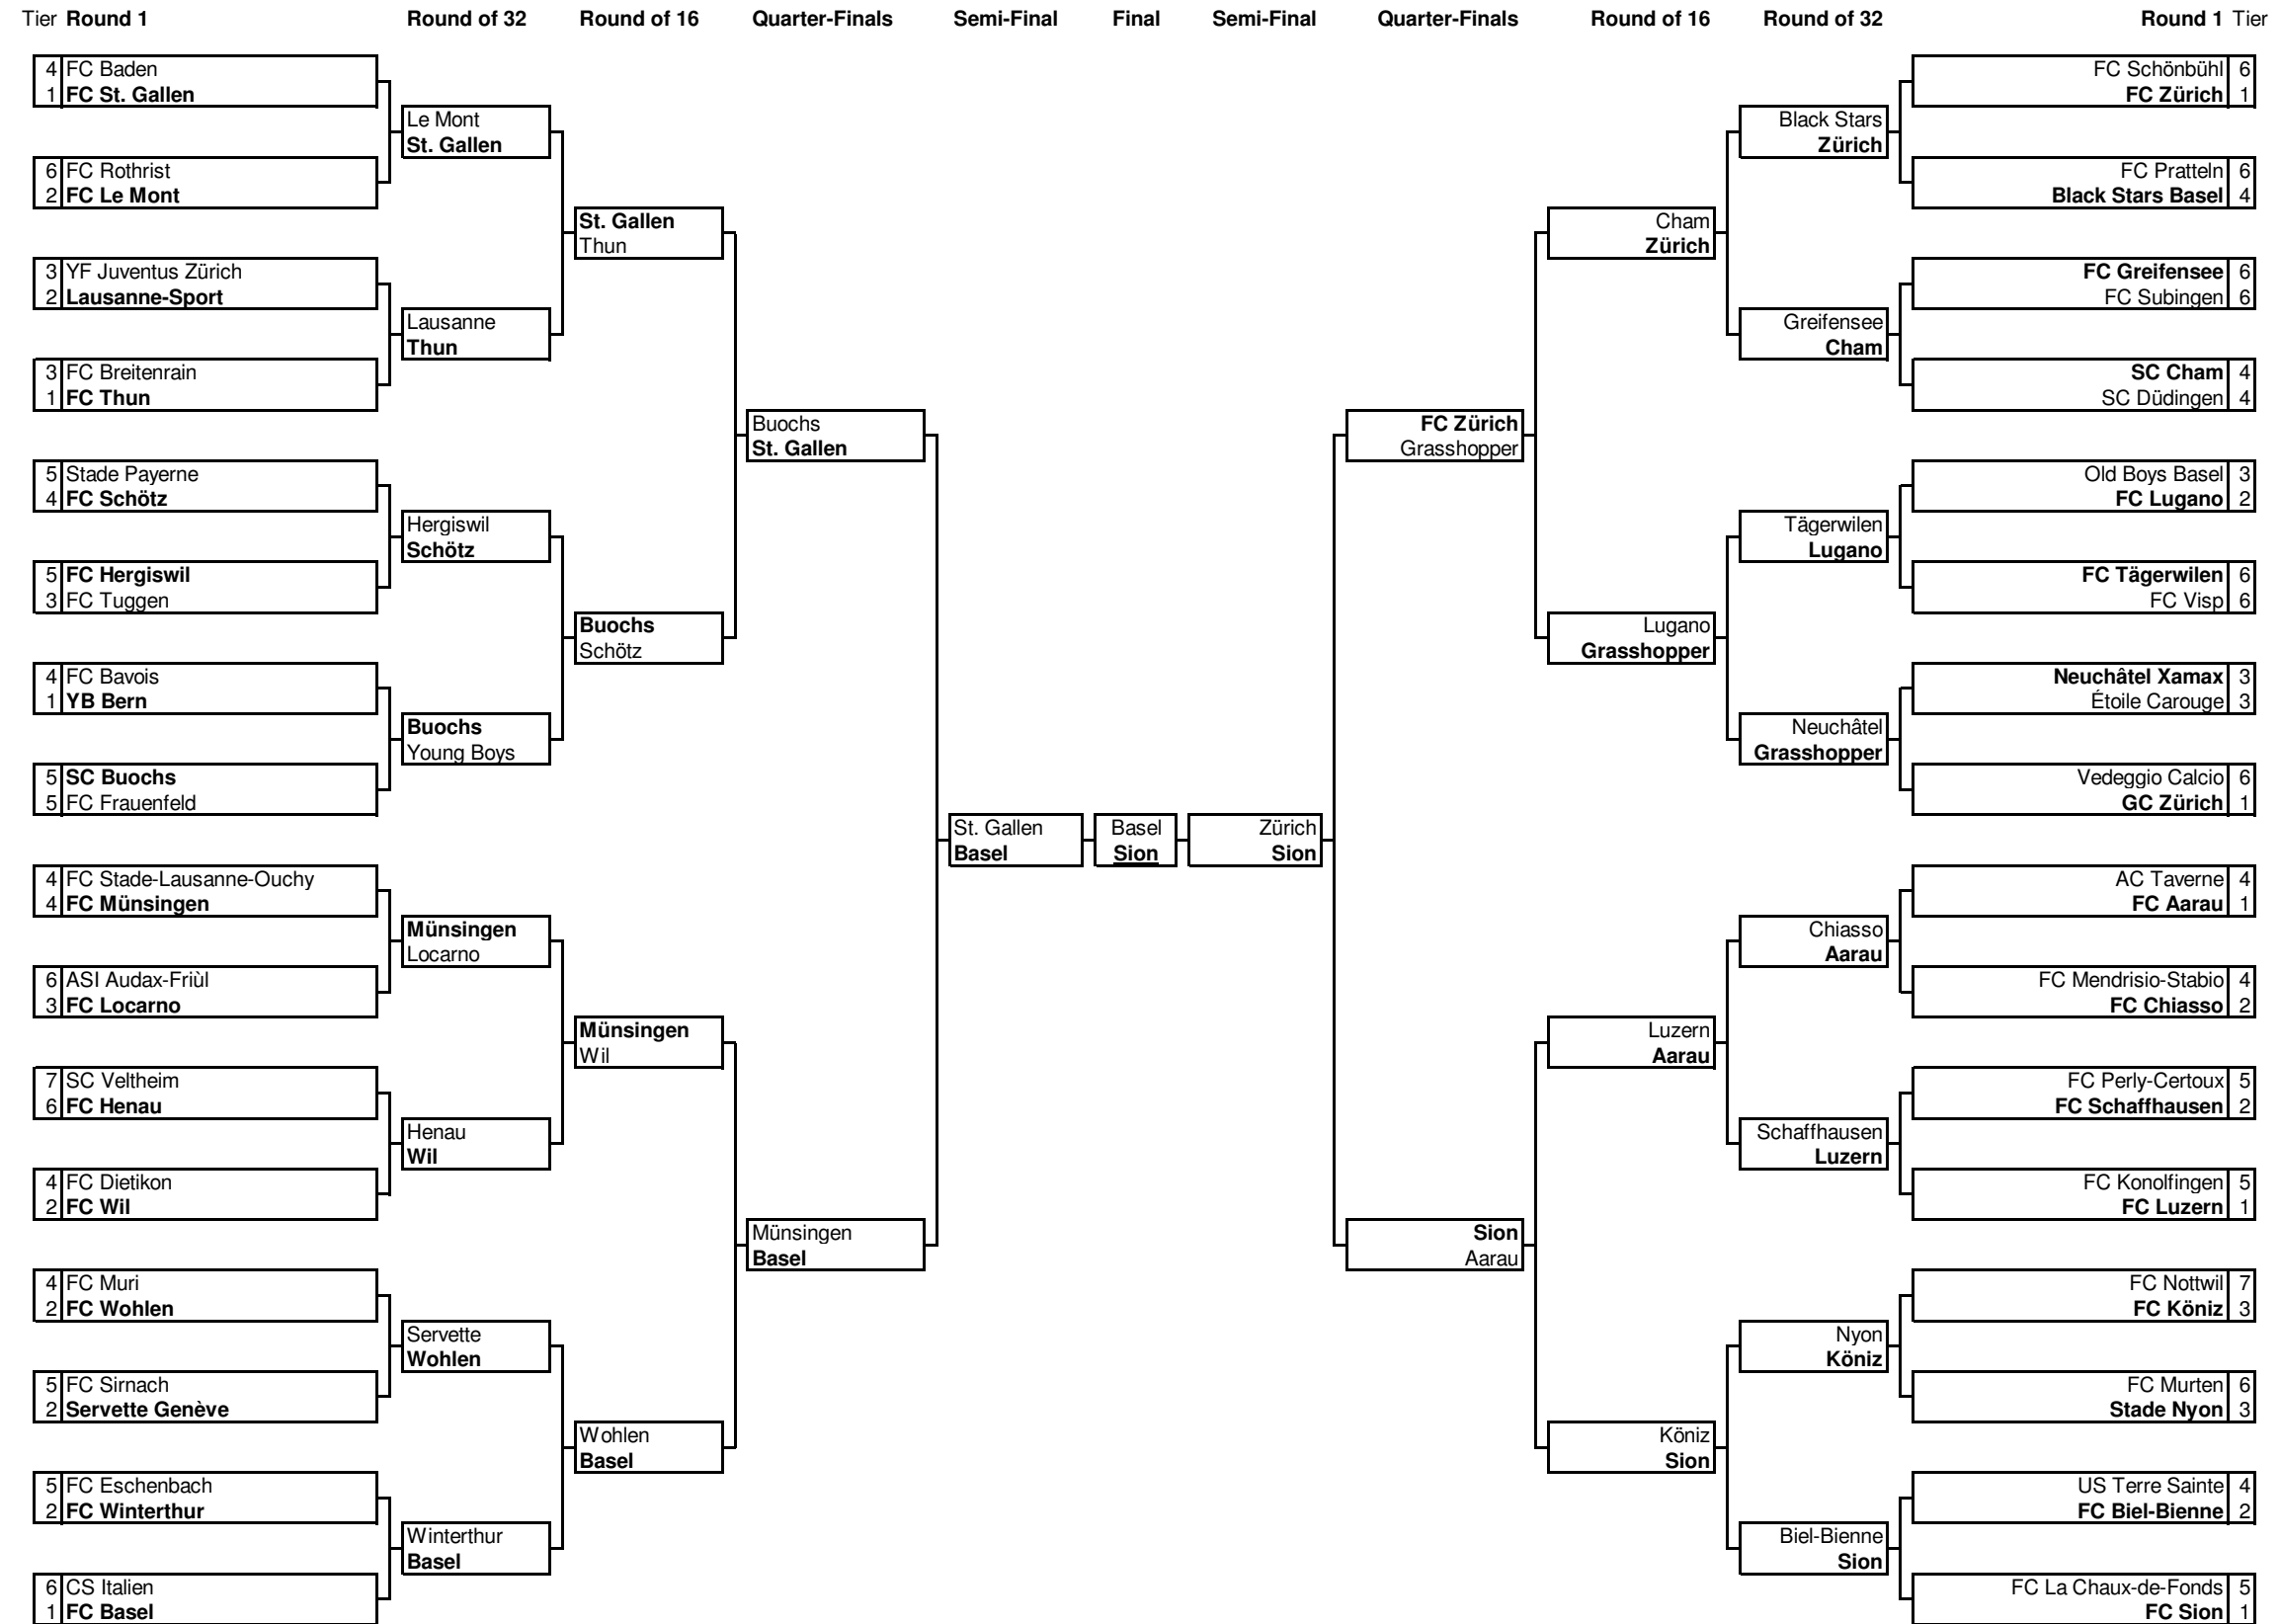 Tier Round 1 Round of 32 Round of 16 Quarter-Finals Semi-Final Final Semi-Final Quarter-Finals Round of 16 Round of 32 Round 1 Tier
4 FC Baden
1 FC St. Gallen
6 FC Rothrist
2 FC Le Mont
3 YF Juventus Zürich
2 Lausanne-Sport
3 FC Breitenrain
1 FC Thun
5 Stade Payerne
4 FC Schötz
5 FC Hergiswil
3 FC Tuggen
4 FC Bavois
1 YB Bern
5 SC Buochs
5 FC Frauenfeld
4 FC Stade-Lausanne-Ouchy
4 FC Münsingen
6 ASI Audax-Friùl
3 FC Locarno
7 SC Veltheim
6 FC Henau
4 FC Dietikon
2 FC Wil
4 FC Muri
2 FC Wohlen
5 FC Sirnach
2 Servette Genève
5 FC Eschenbach
2 FC Winterthur
6 CS Italien
1 FC Basel
Le Mont
St. Gallen
Lausanne
Thun
Hergiswil
Schötz
Buochs
Young Boys
Münsingen
Locarno
Henau
Wil
Servette
Wohlen
Winterthur
Basel
St. Gallen
Thun
Buochs
Schötz
Münsingen
Wil
Wohlen
Basel
Buochs
St. Gallen
Münsingen
Basel
St. Gallen
Basel
Basel
Sion
Zürich
Sion
FC Zürich
Grasshopper
Sion
Aarau
Cham
Zürich
Lugano
Grasshopper
Luzern
Aarau
Köniz
Sion
Black Stars
Zürich
Greifensee
Cham
Tägerwilen
Lugano
Neuchâtel
Grasshopper
Chiasso
Aarau
Schaffhausen
Luzern
Nyon
Köniz
Biel-Bienne
Sion
FC Schönbühl 6
FC Zürich 1
FC Pratteln 6
Black Stars Basel 4
FC Greifensee 6
FC Subingen 6
SC Cham 4
SC Düdingen 4
Old Boys Basel 3
FC Lugano 2
FC Tägerwilen 6
FC Visp 6
Neuchâtel Xamax 3
Étoile Carouge 3
Vedeggio Calcio 6
GC Zürich 1
AC Taverne 4
FC Aarau 1
FC Mendrisio-Stabio 4
FC Chiasso 2
FC Perly-Certoux 5
FC Schaffhausen 2
FC Konolfingen 5
FC Luzern 1
FC Nottwil 7
FC Köniz 3
FC Murten 6
Stade Nyon 3
US Terre Sainte 4
FC Biel-Bienne 2
FC La Chaux-de-Fonds 5
FC Sion 1